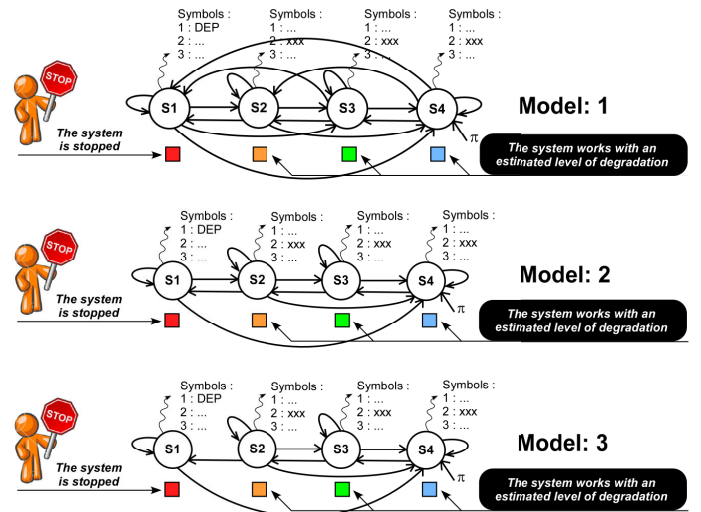 Symbols : Symbols : Symbols : Symbols :
1 : DEP 1 : ... 1 : ... 1 : ...
2 : ... 2 : xxx 2 : xxx 2 : xxx
3 : ... 3 : ... 3 : ... 3 : ...
STOP
S1 S2 S3 S4
Model: 1
π
The system
is stopped
The system works with an
estimated level of degradation
Symbols : Symbols : Symbols : Symbols :
1 : DEP 1 : ... 1 : ... 1 : ...
2 : ... 2 : xxx 2 : xxx 2 : xxx
3 : ... 3 : ... 3 : ... 3 : ...
STOP
S1 S2 S3 S4
Model: 2
π
The system
is stopped
The system works with an
estimated level of degradation
Symbols : Symbols : Symbols : Symbols :
1 : DEP 1 : ... 1 : ... 1 : ...
2 : ... 2 : xxx 2 : xxx 2 : xxx
3 : ... 3 : ... 3 : ... 3 : ...
STOP
S1 S2 S3 S4
Model: 3
π
The system
is stopped
The system works with an
estimated level of degradation